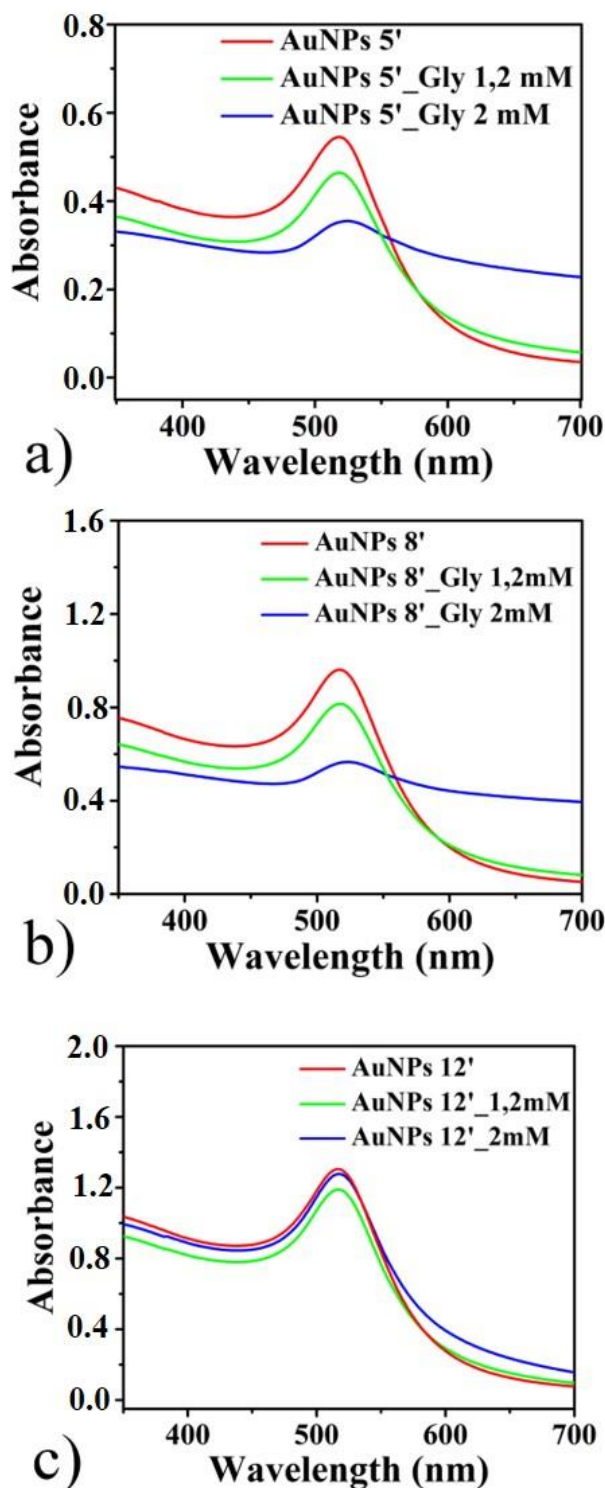 0.8
AuNPs 5'
AuNPs 5'_Gly 1,2 mM
AuNPs 5'_Gly 2 mM
0.6
0.4
0.2
0.0
Absorbance
400 500 600 700
Wavelength (nm)
a)
1.6
AuNPs 8'
AuNPs 8'_Gly 1,2mM
AuNPs 8'_Gly 2mM
1.2
0.8
0.4
0.0
Absorbance
400 500 600 700
Wavelength (nm)
b)
2.0
AuNPs 12'
AuNPs 12'_1,2mM
AuNPs 12'_2mM
1.6
1.2
0.8
0.4
0.0
Absorbance
400 500 600 700
Wavelength (nm)
c)